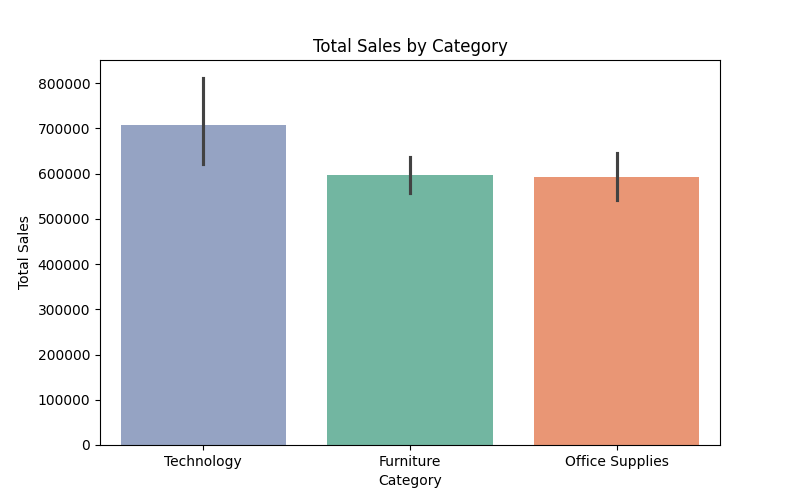 Total Sales by Category
Total Sales
800000
700000
600000
500000
400000
300000
200000
100000
0
Technology
Furniture
Office Supplies
Category